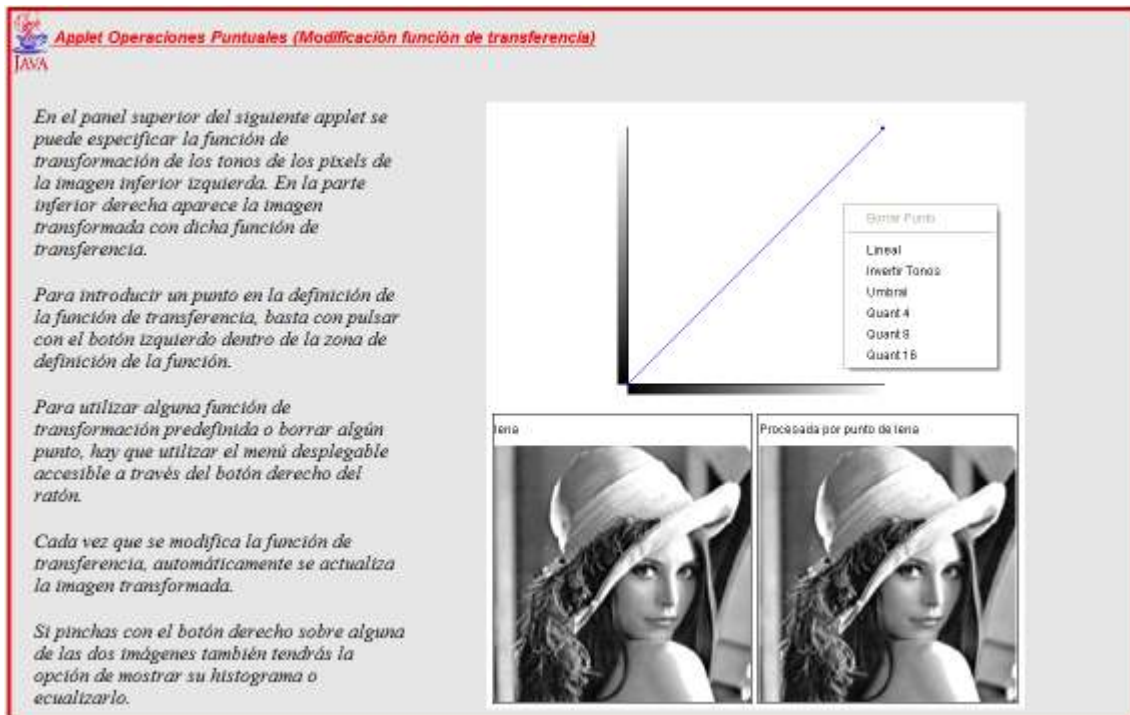 JAVA
Applet Operaciones Puntuales (Modificación función de transferencia)
En el panel superior del siguiente applet se
puede especificar la función de
transformación de los tonos de los pixels de
la imagen inferior izquierda. En la parte
inferior derecha aparece la imagen
transformada con dicha función de
transferencia.
Para introducir un punto en la definición de
la función de transferencia, basta con pulsar
con el botón izquierdo dentro de la zona de
definición de la función.
Para utilizar alguna función de
transformación predefinida o borrar algún
punto, hay que utilizar el menú desplegable
accesible a través del botón derecho del
ratón.
Cada vez que se modifica la función de
transferencia, automáticamente se actualiza
la imagen transformada.
Si pinchas con el botón derecho sobre alguna
de las dos imágenes también tendrás la
opción de mostrar su histograma o
ecualizarlo.
Borrar Punto
Lineal
Invertir Tonos
Umbral
Quant 4
Quant 8
Quant 16
lena
Procesada por punto de lena